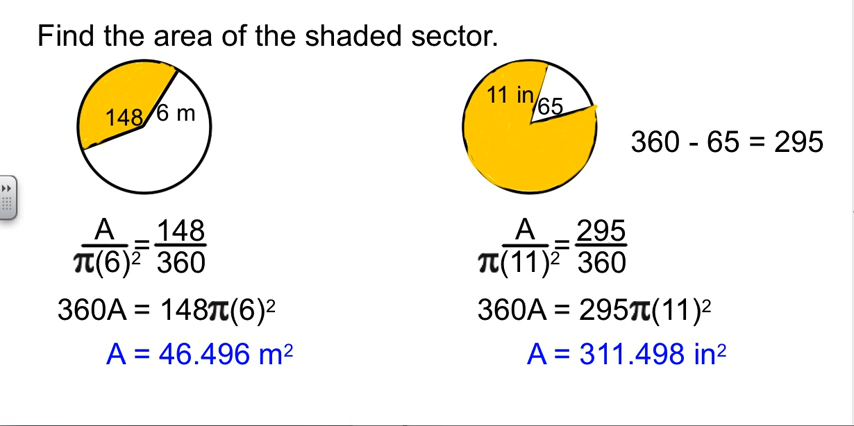 Find the area of the shaded sector.
148 6 m
11 in 65
360 - 65 = 295
A/π(6)² = 148/360
360A = 148π(6)²
A = 46.496 m²
A/π(11)² = 295/360
360A = 295π(11)²
A = 311.498 in²